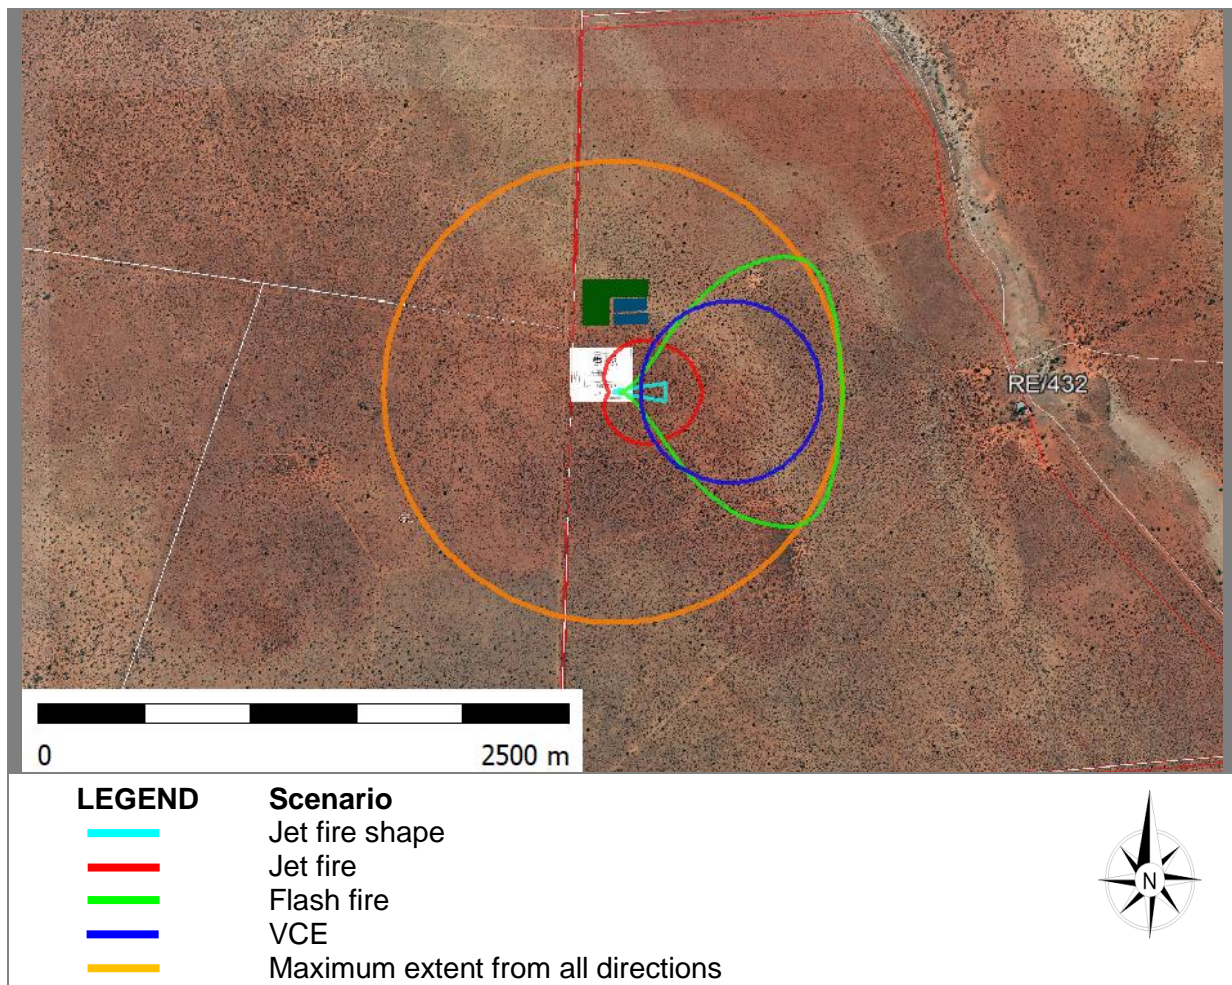 RE/432
0 2500 m
LEGEND Scenario
Jet fire shape
Jet fire
Flash fire
VCE
Maximum extent from all directions
N